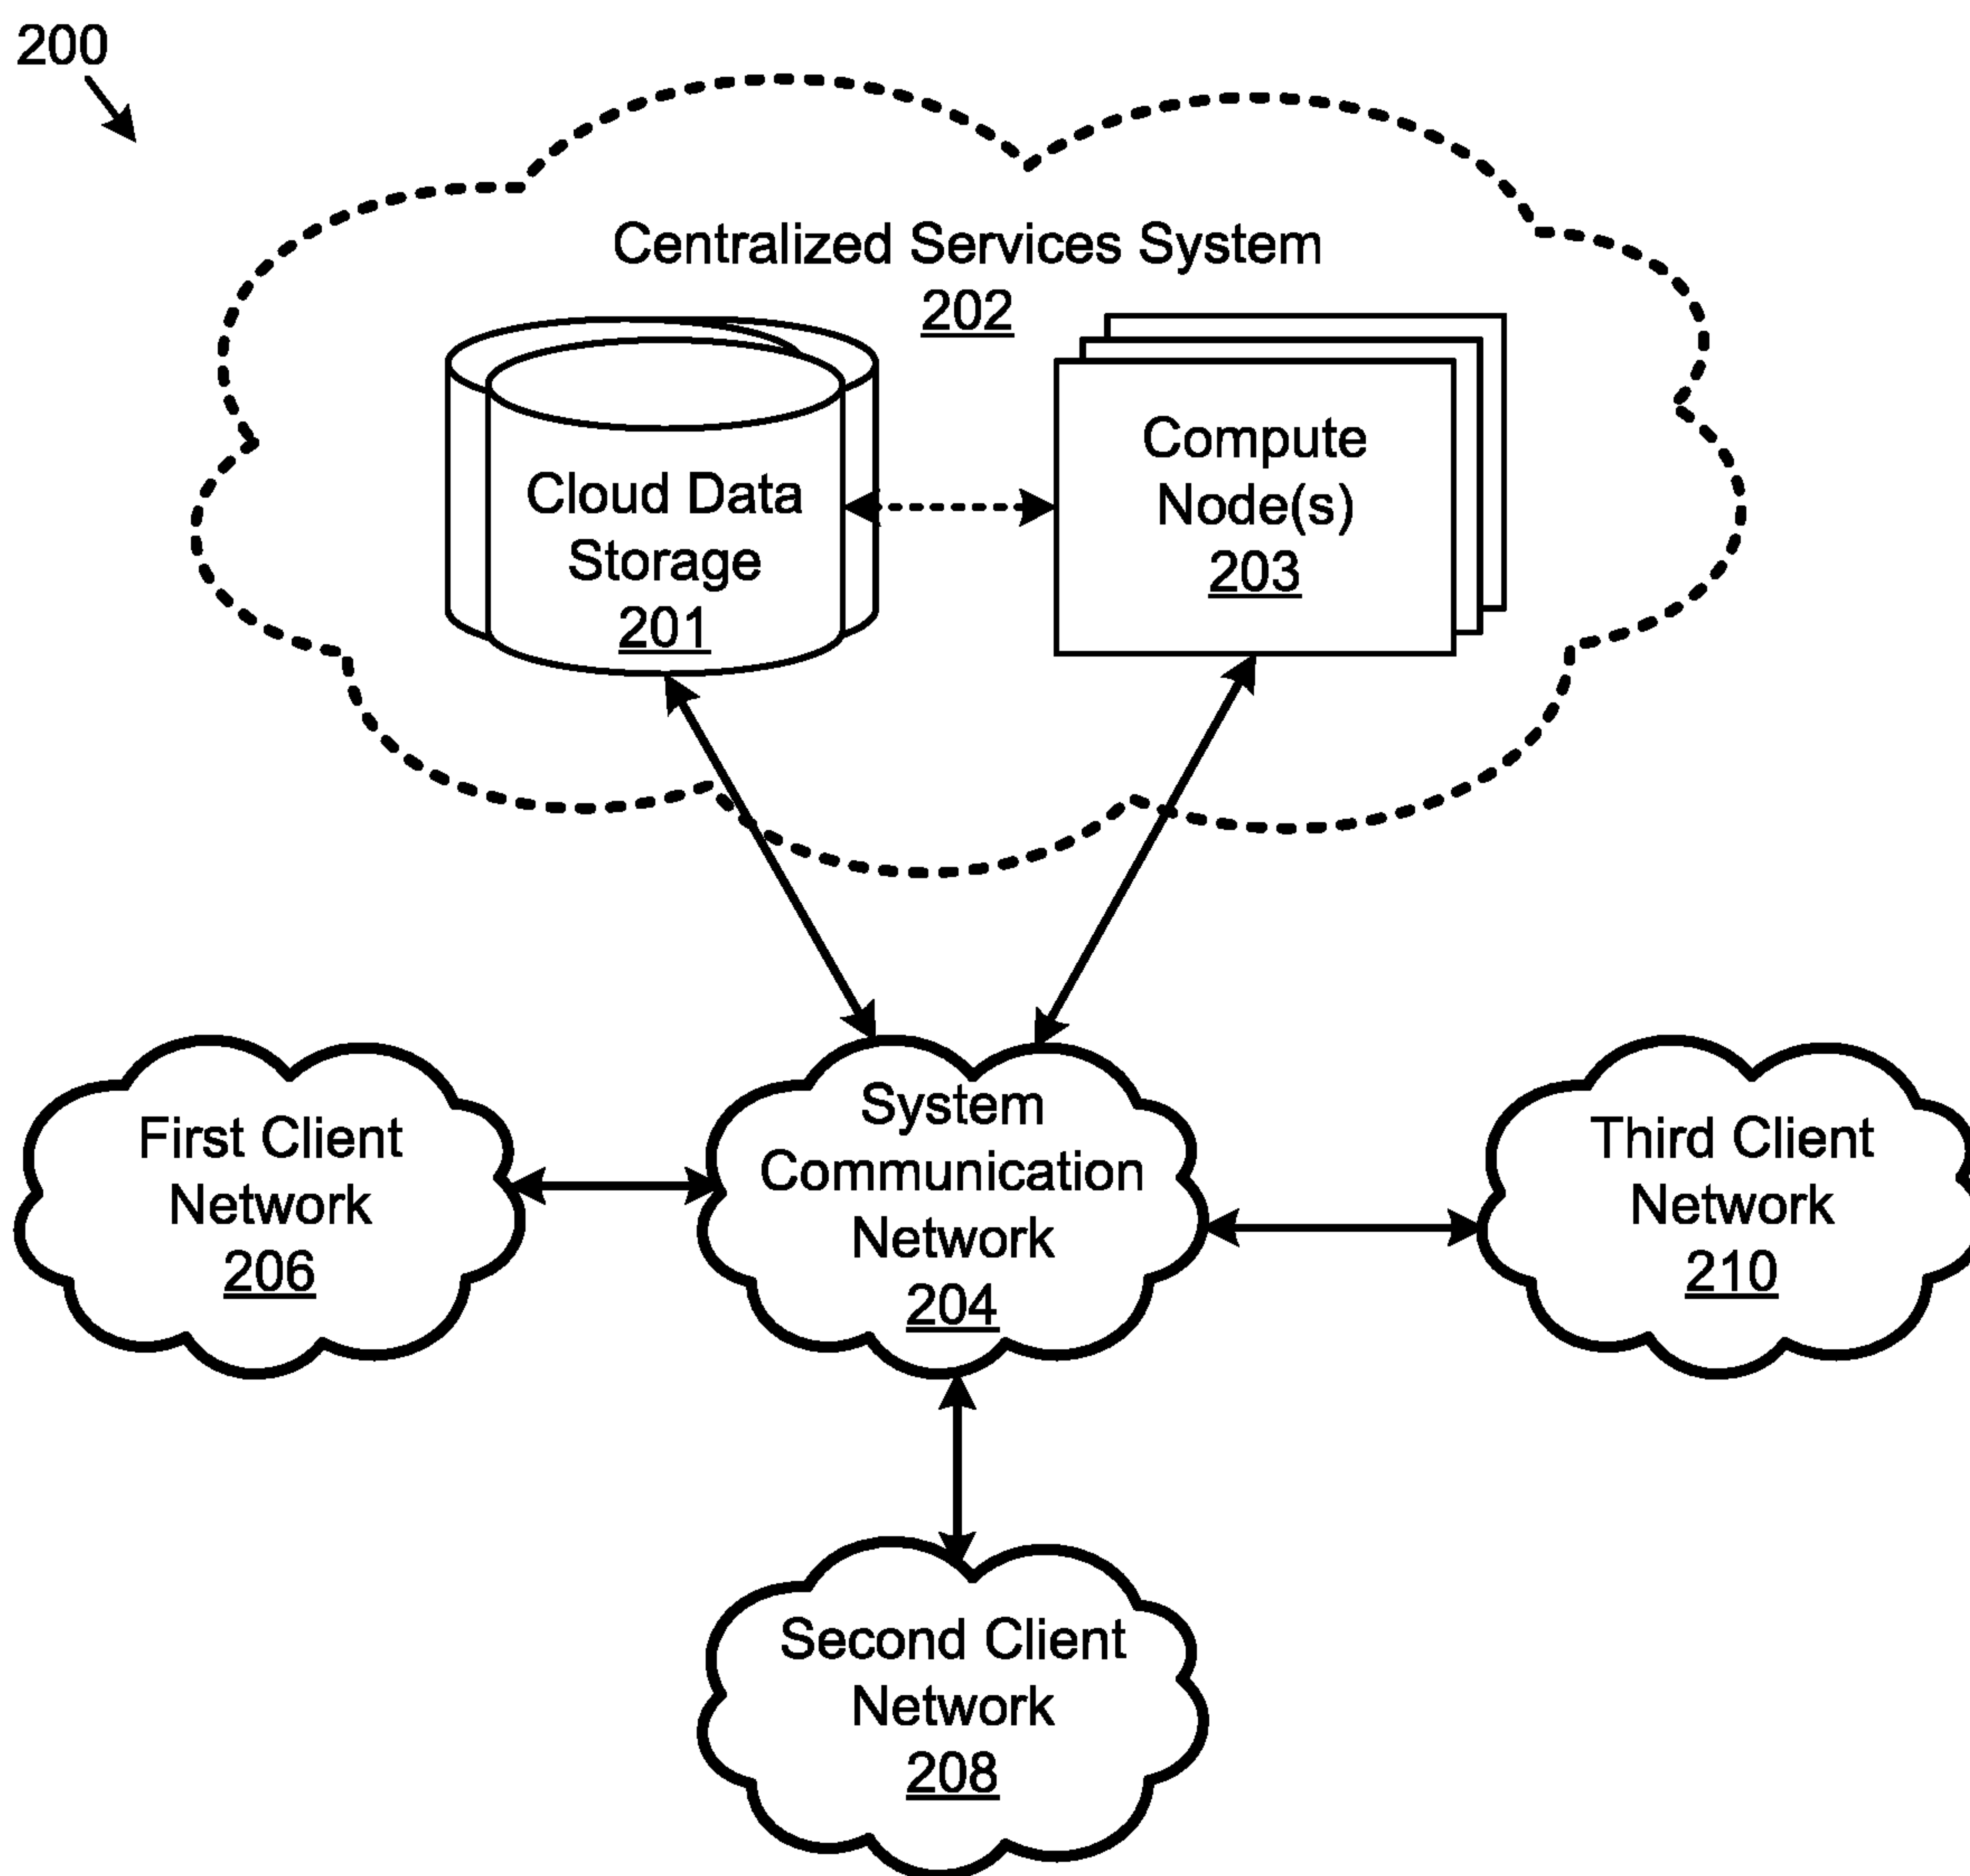 200
Centralized Services System
202
Cloud Data
Storage
201
Compute
Node(s)
203
First Client
Network
206
System
Communication
Network
204
Third Client
Network
210
Second Client
Network
208